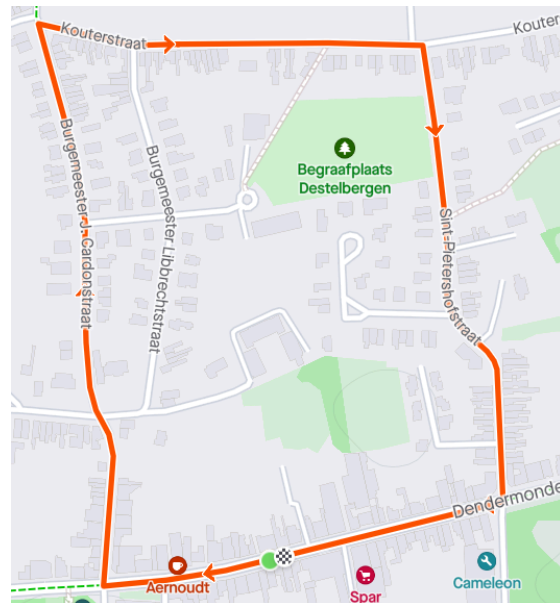 Kouterstraat
Kouter
Burgemeester J. Cardonstraat
Burgemeester Libbrechtstraat
Begraafplaats
Destelbergen
Sint-Pietershofstraat
Dendermonde
Aernoudt
Spar
Cameleon